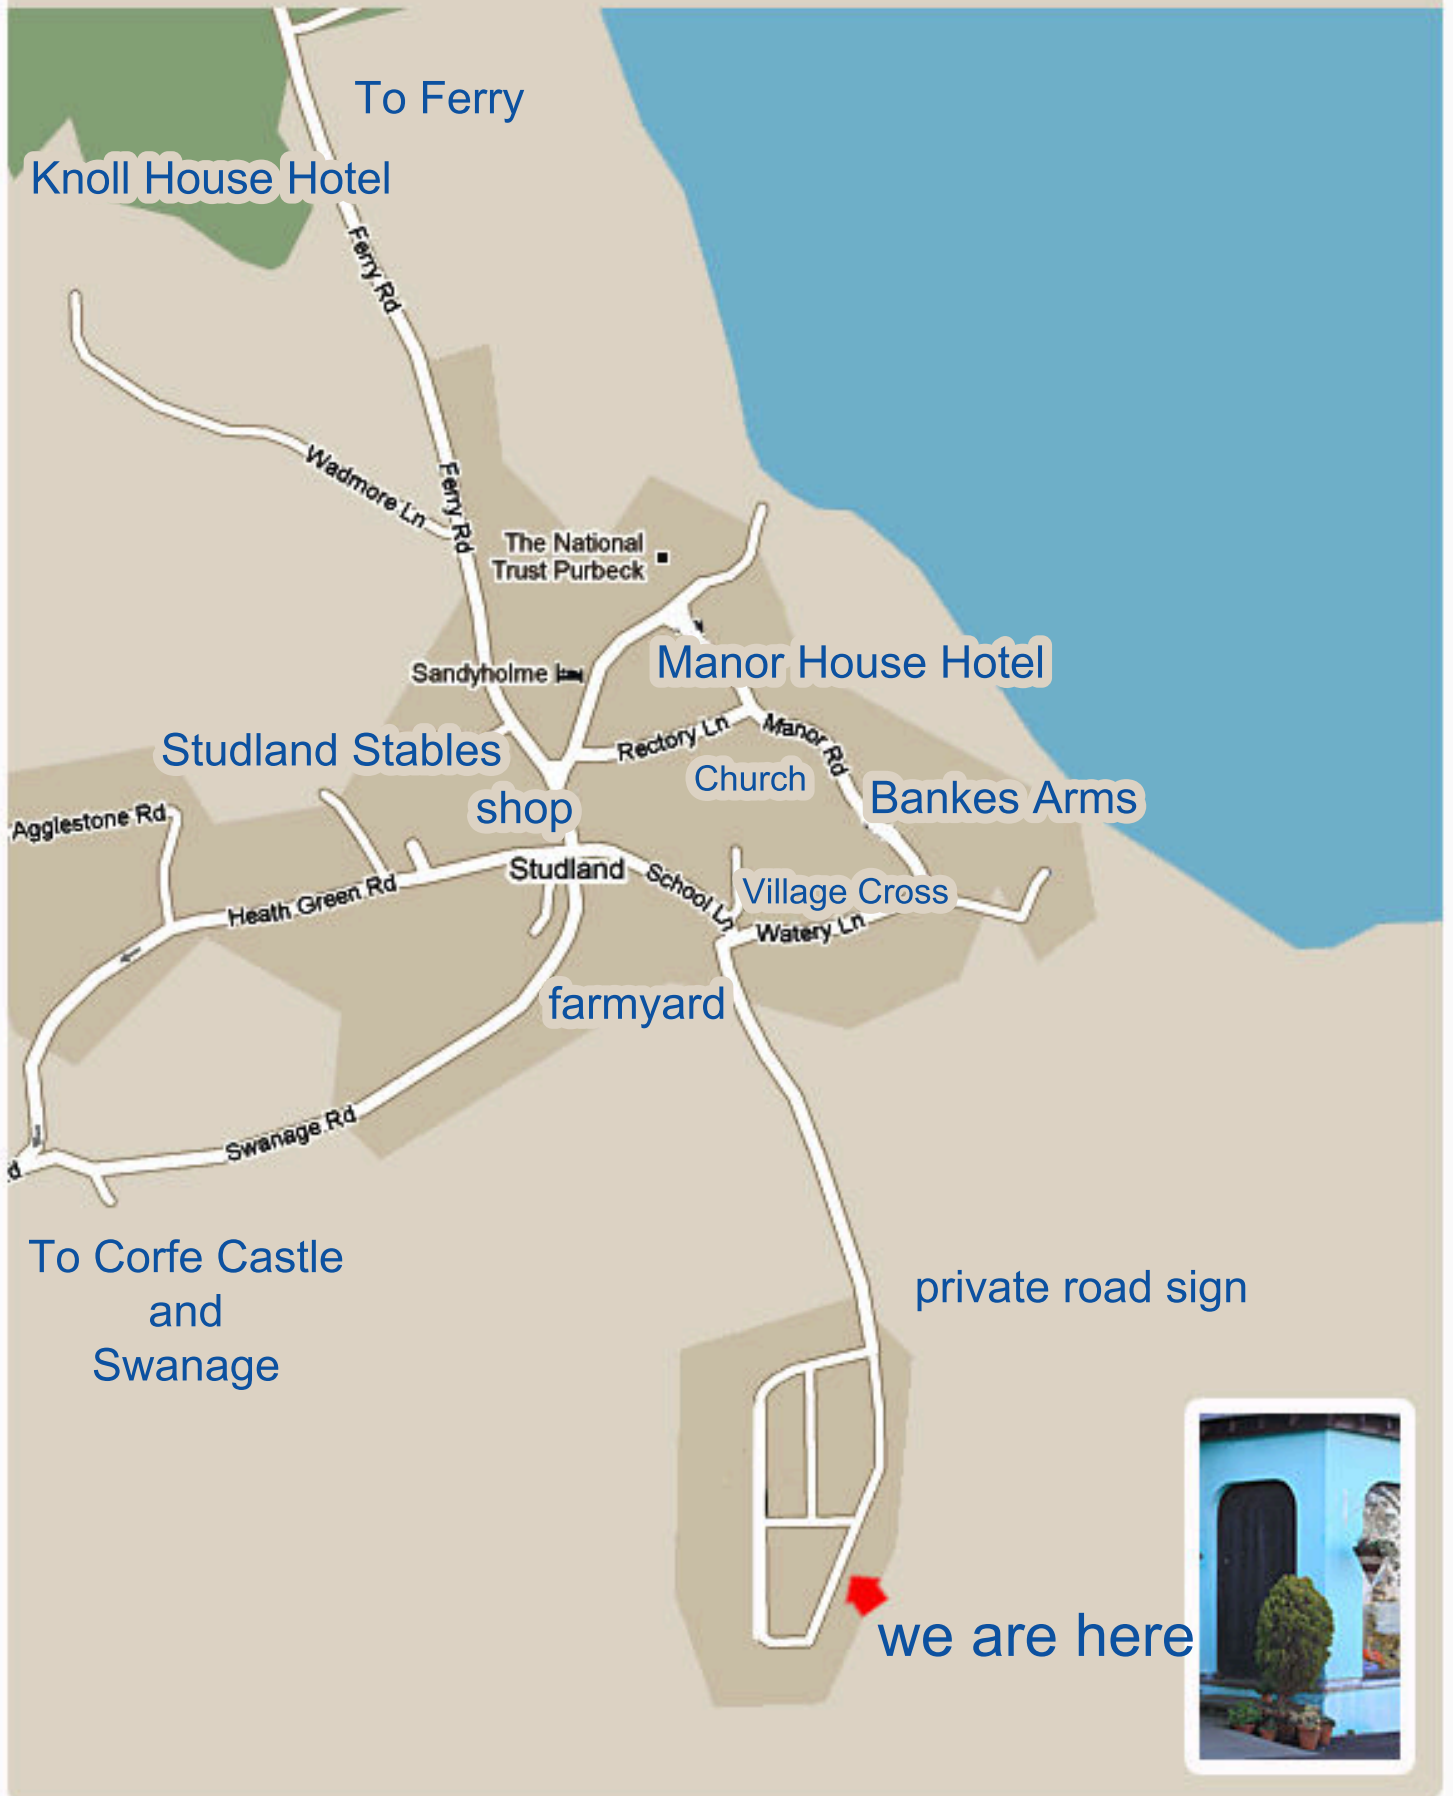 To Ferry
Knoll House Hotel
Ferry Rd
Wadmore Ln
Ferry Rd
The National
Trust Purbeck
Sandyholme
Manor House Hotel
Rectory Ln
Manor Rd
Studland Stables
Church
shop
Bankes Arms
Agglestone Rd
Studland
School Ln
Heath Green Rd
Village Cross
Watery Ln
farmyard
Swanage Rd
To Corfe Castle
and
Swanage
private road sign
we are here